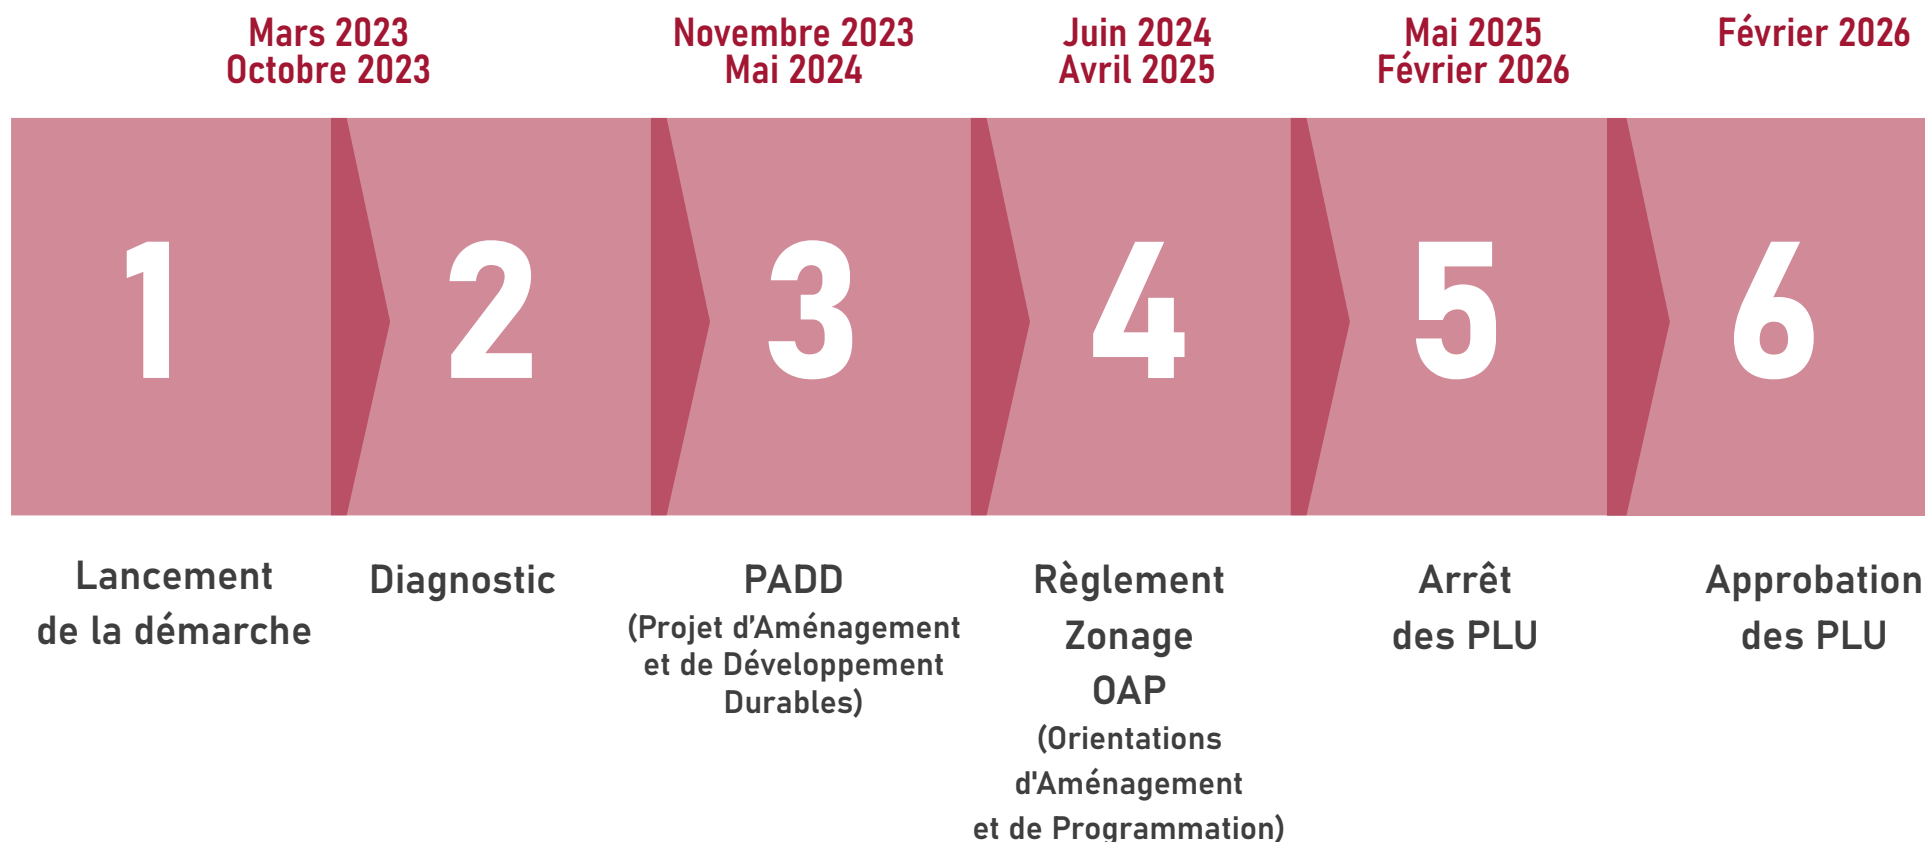 Mars 2023
Octobre 2023
Novembre 2023
Mai 2024
Juin 2024
Avril 2025
Mai 2025
Février 2026
Février 2026
1
2
3
4
5
6
Lancement
de la démarche
Diagnostic
PADD
(Projet d’Aménagement
et de Développement
Durables)
Règlement
Zonage
OAP
(Orientations
d'Aménagement
et de Programmation)
Arrêt
des PLU
Approbation
des PLU